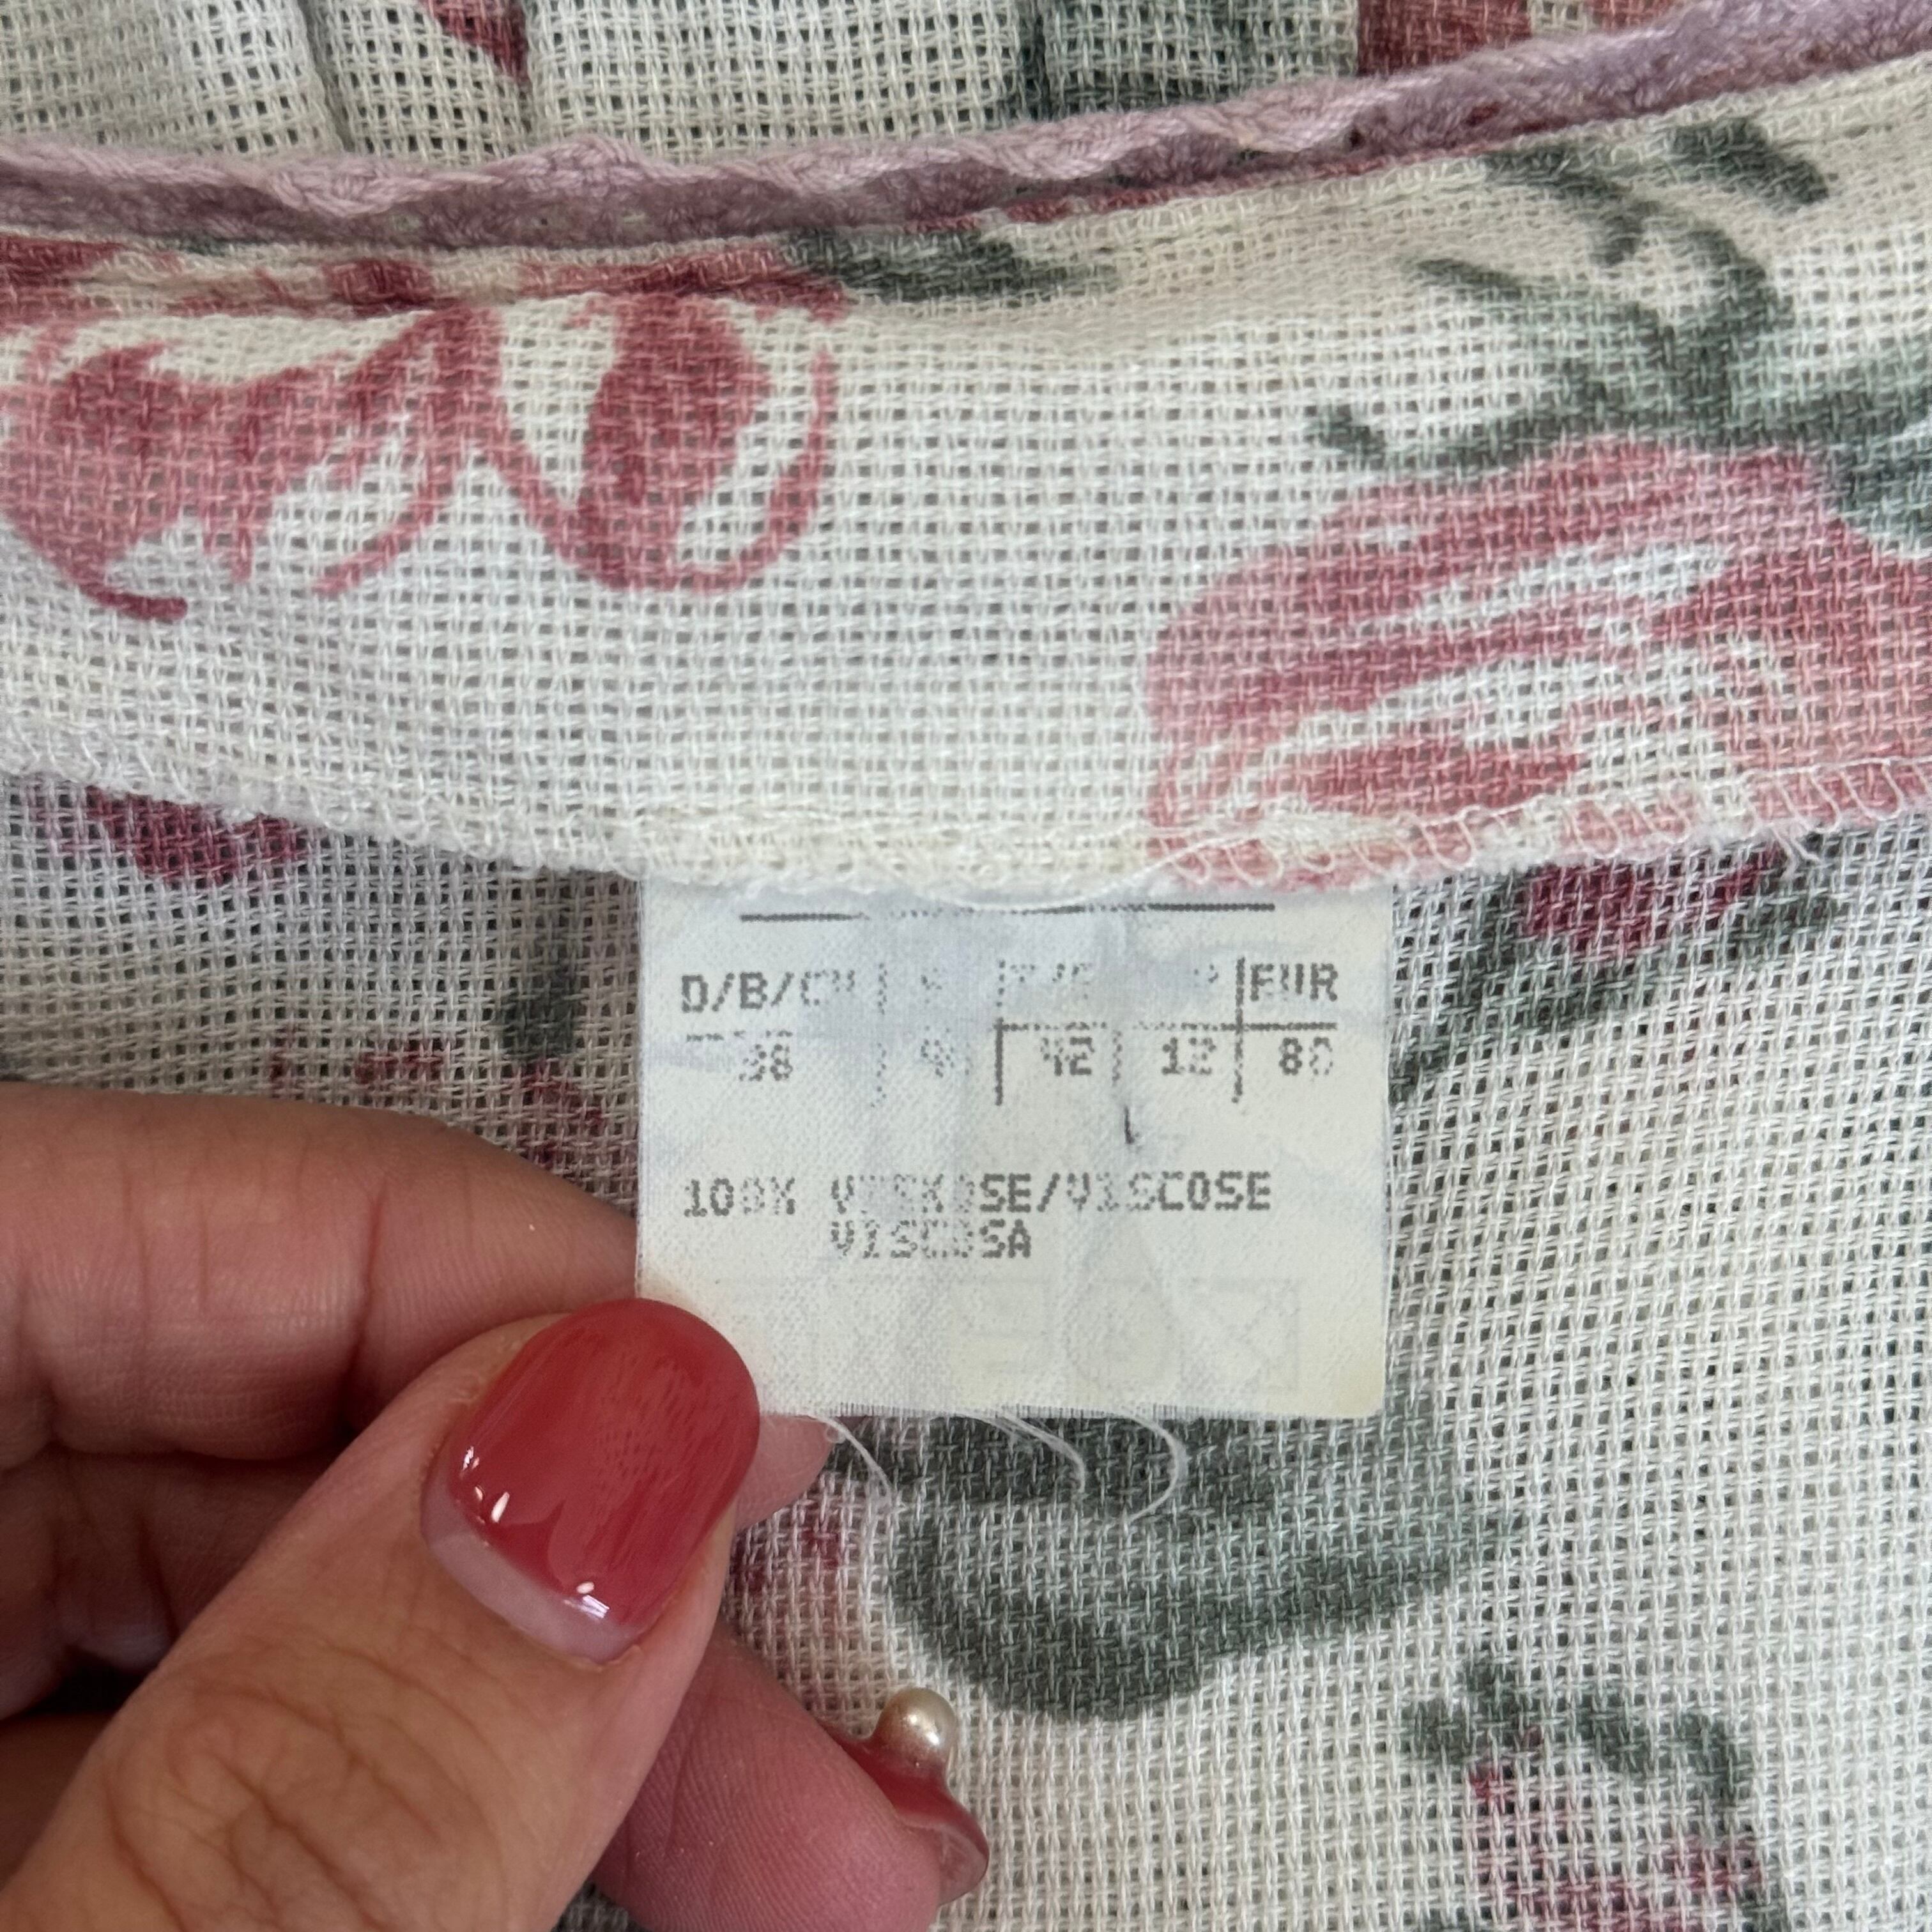 D/B/CH EUR
38 42 12 80
100% VISKOSE/VISCOSE
VISCOSA